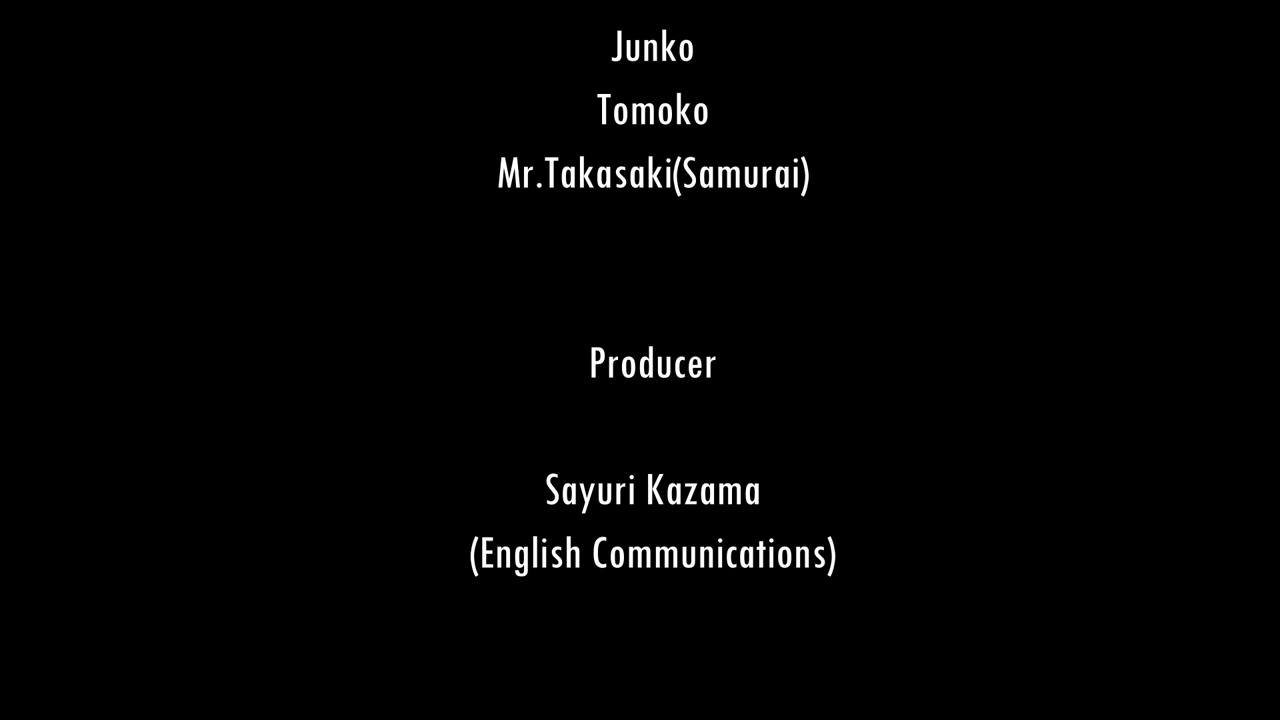 Junko
Tomoko
Mr.Takasaki(Samurai)
Producer
Sayuri Kazama
(English Communications)